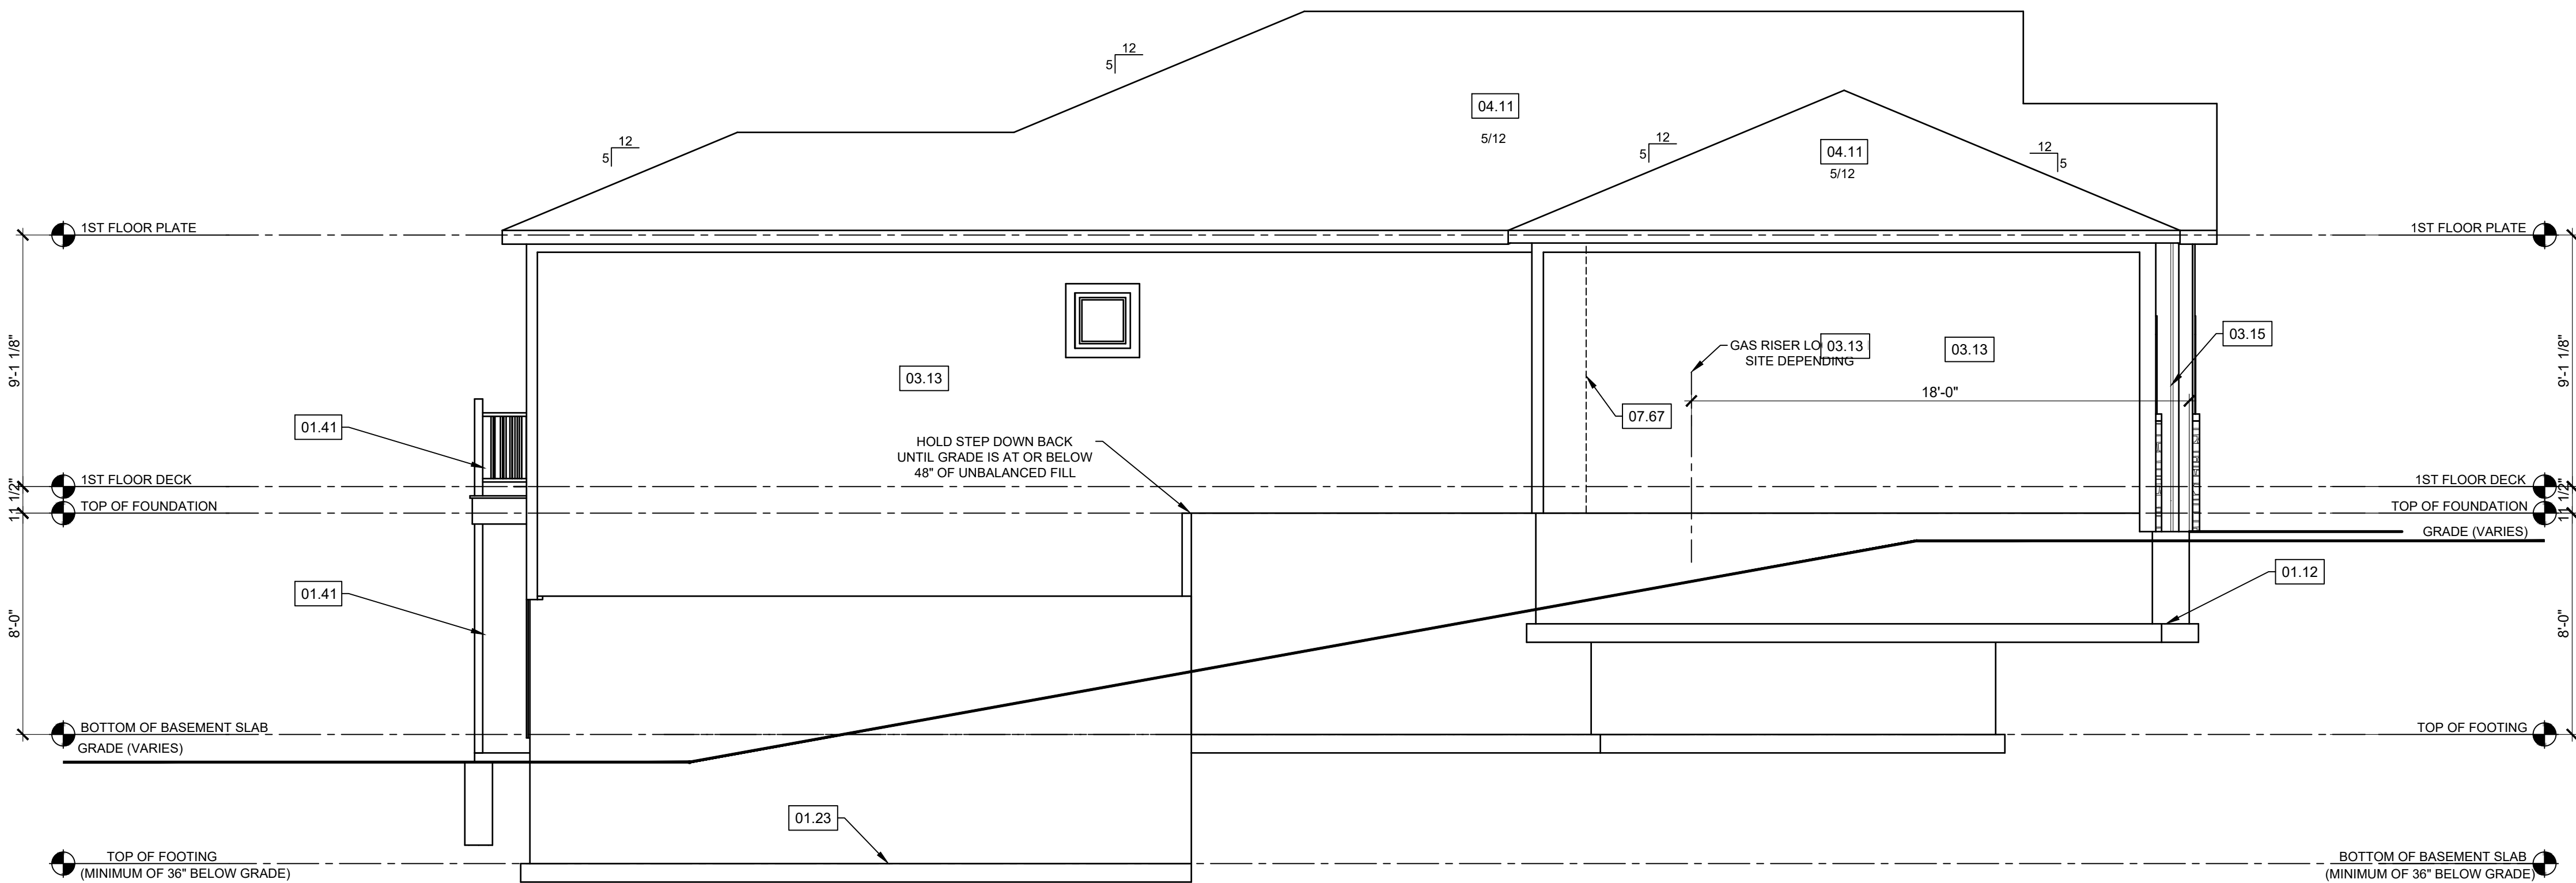 12
5
04.11
5/12
12
5
12
5
04.11
5/12
12
5
1ST FLOOR PLATE
1ST FLOOR PLATE
9'-1 1/8"
9'-1 1/8"
03.15
GAS RISER LO
03.13
03.13
SITE DEPENDING
03.13
18'-0"
07.67
01.41
HOLD STEP DOWN BACK
UNTIL GRADE IS AT OR BELOW
48" OF UNBALANCED FILL
1ST FLOOR DECK
1ST FLOOR DECK
11 1/2"
11 1/2"
TOP OF FOUNDATION
TOP OF FOUNDATION
GRADE (VARIES)
01.12
01.41
8'-0"
8'-0"
BOTTOM OF BASEMENT SLAB
TOP OF FOOTING
GRADE (VARIES)
01.23
TOP OF FOOTING
(MINIMUM OF 36" BELOW GRADE)
BOTTOM OF BASEMENT SLAB
(MINIMUM OF 36" BELOW GRADE)